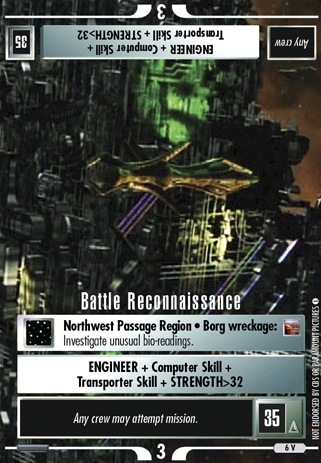 3
ENGINEER + Computer Skill +
Transporter Skill + STRENGTH>32
35
Any crew
Battle Reconnaissance
Northwest Passage Region • Borg wreckage:
Investigate unusual bio-readings.
ENGINEER + Computer Skill +
Transporter Skill + STRENGTH>32
Any crew may attempt mission.
35
3
6 V
NOT ENDORSED BY CBS OR PARAMOUNT PICTURES